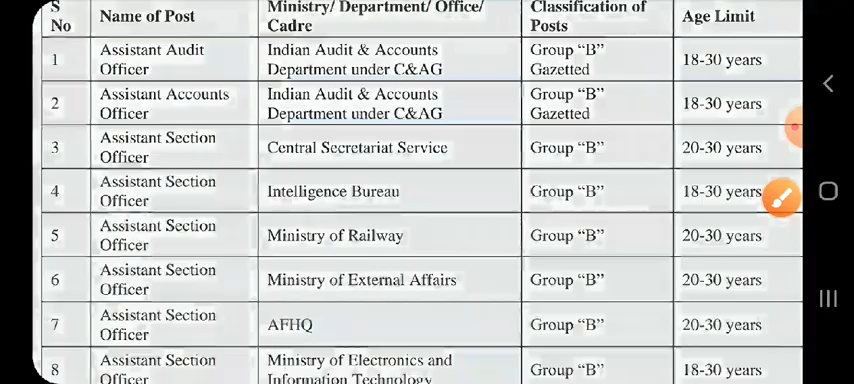 S No | Name of Post | Ministry/ Department/ Office/ Cadre | Classification of Posts | Age Limit
1 | Assistant Audit Officer | Indian Audit & Accounts Department under C&AG | Group “B” Gazetted | 18-30 years
2 | Assistant Accounts Officer | Indian Audit & Accounts Department under C&AG | Group “B” Gazetted | 18-30 years
3 | Assistant Section Officer | Central Secretariat Service | Group “B” | 20-30 years
4 | Assistant Section Officer | Intelligence Bureau | Group “B” | 18-30 years
5 | Assistant Section Officer | Ministry of Railway | Group “B” | 20-30 years
6 | Assistant Section Officer | Ministry of External Affairs | Group “B” | 20-30 years
7 | Assistant Section Officer | AFHQ | Group “B” | 20-30 years
8 | Assistant Section Officer | Ministry of Electronics and Information Technology | Group “B” | 18-30 years